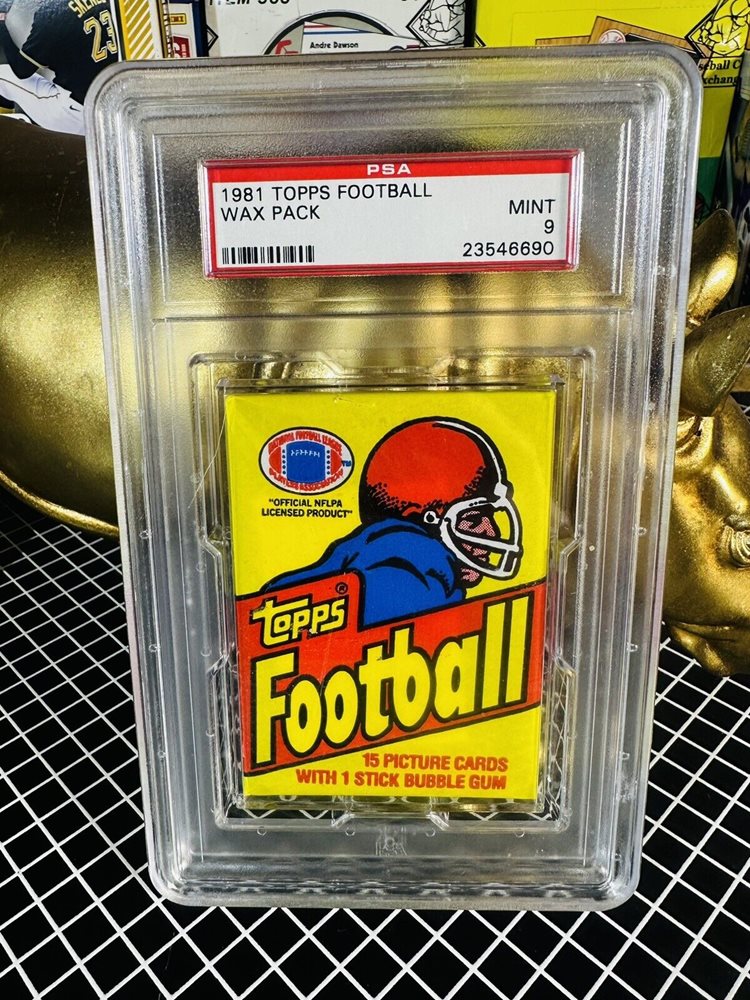 23
Andre Dawson
PSA
1981 TOPPS FOOTBALL
WAX PACK
MINT
9
23546690
"OFFICIAL NFLPA
LICENSED PRODUCT"
topps®
Football
15 PICTURE CARDS
WITH 1 STICK BUBBLE GUM